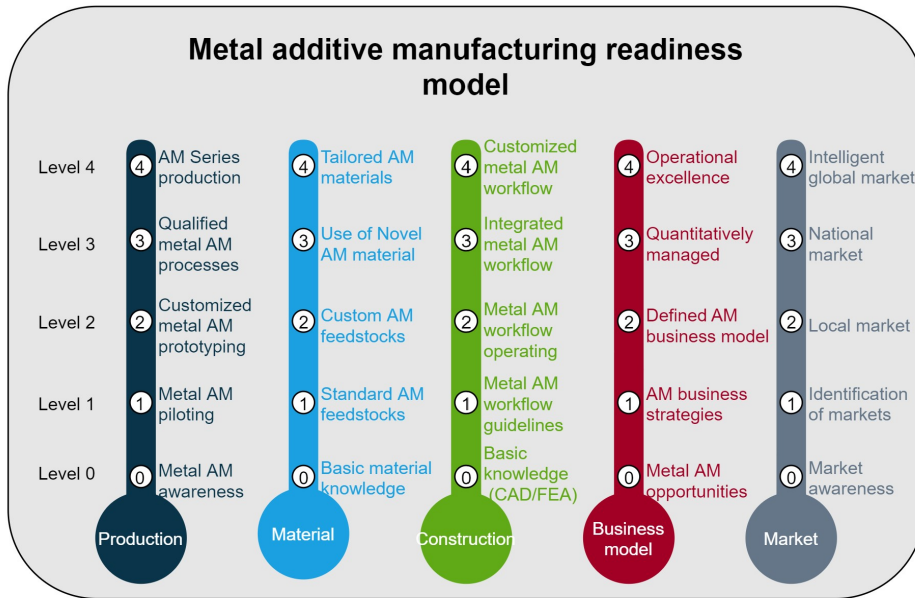 Metal additive manufacturing readiness
model
Level 4
4
AM Series
production
4
Tailored AM
materials
4
Customized
metal AM
workflow
4
Operational
excellence
4
Intelligent
global market
Level 3
3
Qualified
metal AM
processes
3
Use of Novel
AM material
3
Integrated
metal AM
workflow
3
Quantitatively
managed
3
National
market
Level 2
2
Customized
metal AM
prototyping
2
Custom AM
feedstocks
2
Metal AM
workflow
operating
2
Defined AM
business model
2
Local market
Level 1
1
Metal AM
piloting
1
Standard AM
feedstocks
1
Metal AM
workflow
guidelines
1
AM business
strategies
1
Identification
of markets
Level 0
0
Metal AM
awareness
0
Basic material
knowledge
0
Basic
knowledge
(CAD/FEA)
0
Metal AM
opportunities
0
Market
awareness
Production
Material
Construction
Business
model
Market